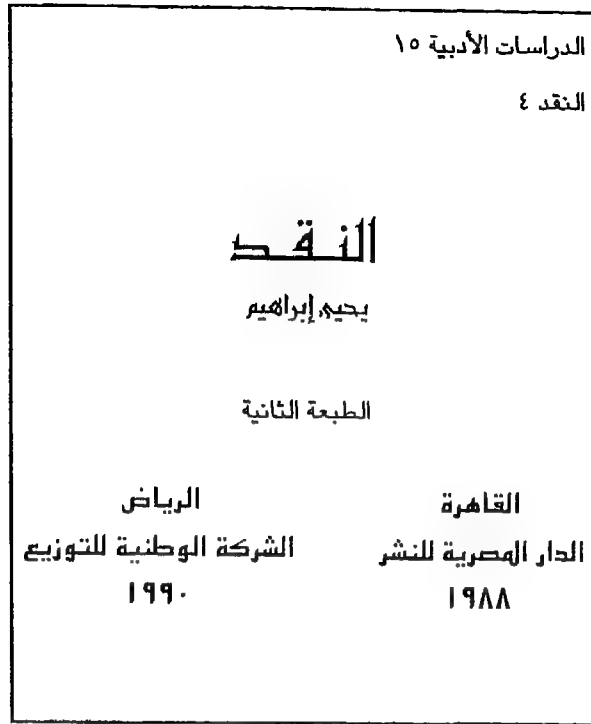 الدراسات الأدبية ١٥
النقد ٤
النقد
يحيى إبراهيم
الطبعة الثانية
القاهرة
الدار المصرية للنشر
١٩٨٨
الرياض
الشركة الوطنية للتوزيع
١٩٩٠